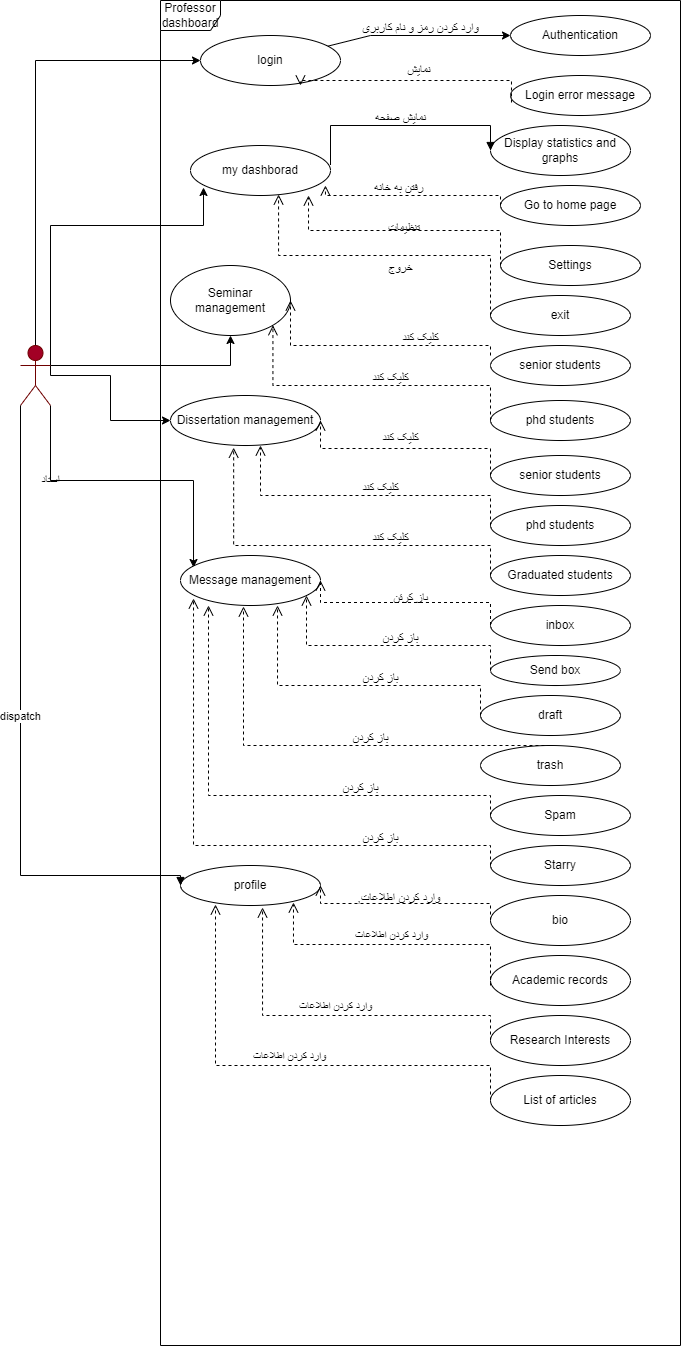 Professor
dashboard
وارد کردن رمز و نام کاربری
login
Authentication
نمایش
Login error message
نمایش صفحه
Display statistics and
graphs
my dashborad
رفتن به خانه
Go to home page
تنظیمات
Settings
خروج
Seminar
management
exit
کلیک کند
senior students
کلیک کند
phd students
Dissertation management
کلیک کند
senior students
استاد
کلیک کند
phd students
کلیک کند
Graduated students
Message management
باز کردن
inbox
باز کردن
Send box
باز کردن
draft
dispatch
باز کردن
trash
باز کردن
Spam
باز کردن
Starry
profile
وارد کردن اطلاعات
bio
وارد کردن اطلاعات
Academic records
وارد کردن اطلاعات
Research Interests
وارد کردن اطلاعات
List of articles